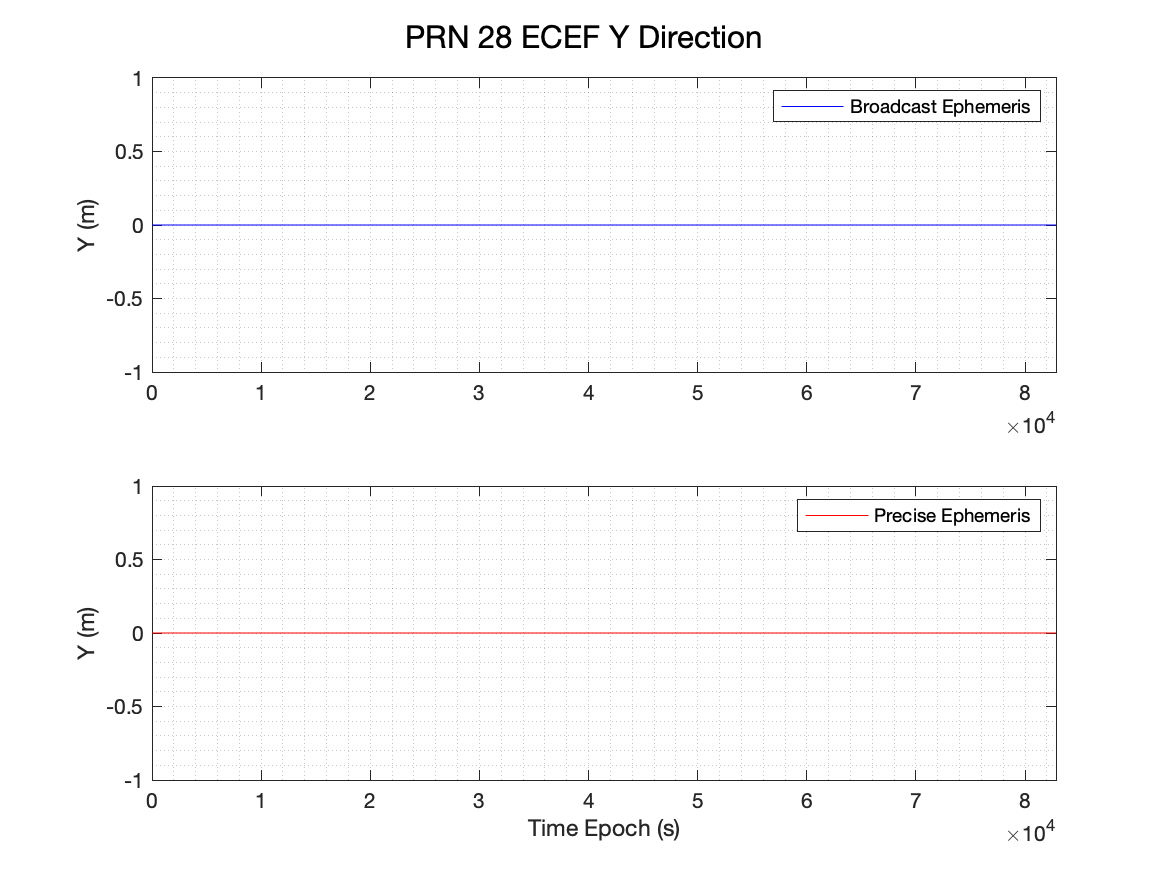 PRN 28 ECEF Y Direction
1
Broadcast Ephemeris
0.5
Y (m)
0
-0.5
-1
0 1 2 3 4 5 6 7 8
×10^4
1
Precise Ephemeris
0.5
Y (m)
0
-0.5
-1
0 1 2 3 4 5 6 7 8
Time Epoch (s)
×10^4